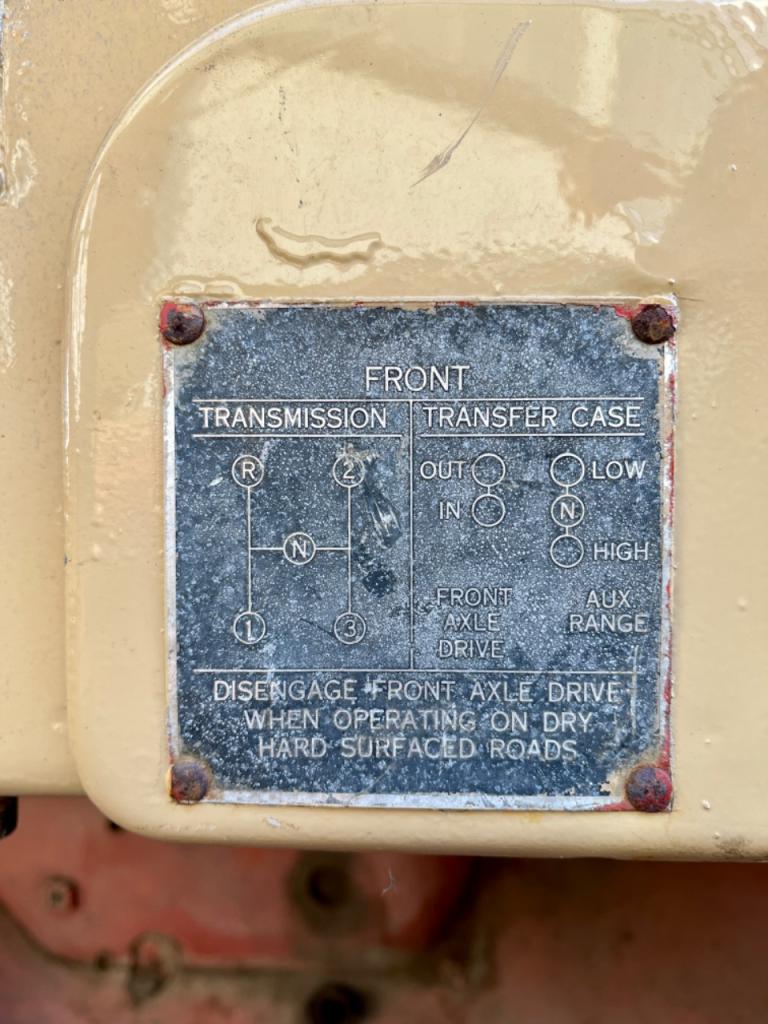 FRONT
TRANSMISSION TRANSFER CASE
R 2 OUT LOW
IN N
N HIGH
1 3
FRONT AXLE DRIVE
AUX. RANGE
DISENGAGE FRONT AXLE DRIVE
WHEN OPERATING ON DRY
HARD SURFACED ROADS